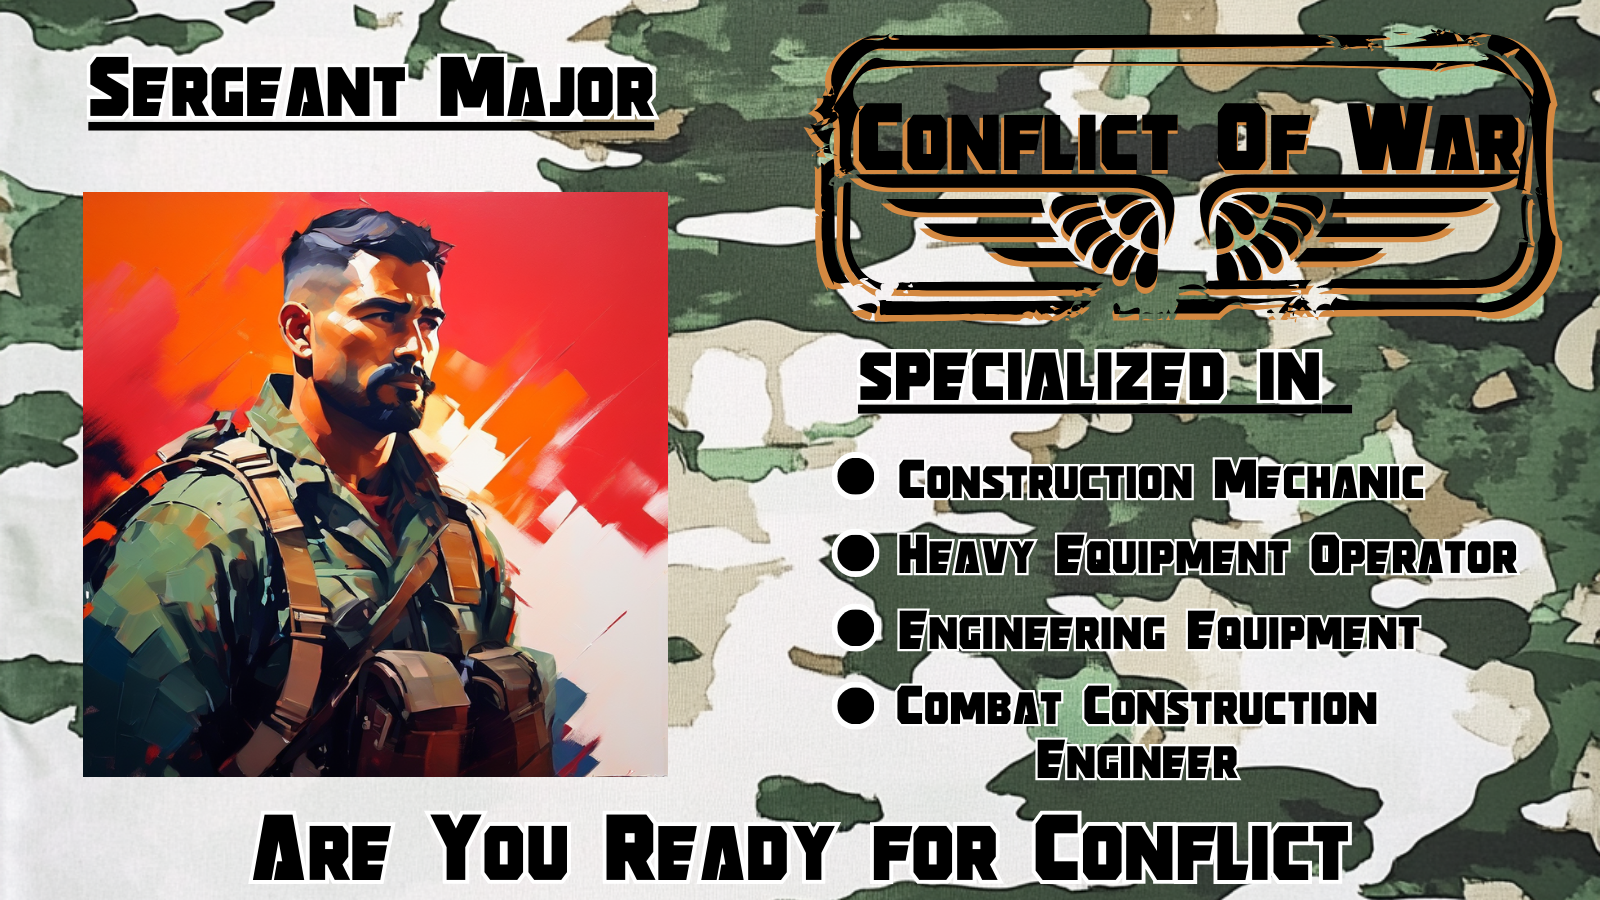 Sergeant Major
Conflict Of War
SPECIALIZED IN
Construction Mechanic
Heavy Equipment Operator
Engineering Equipment
Combat Construction
Engineer
Are You Ready for Conflict